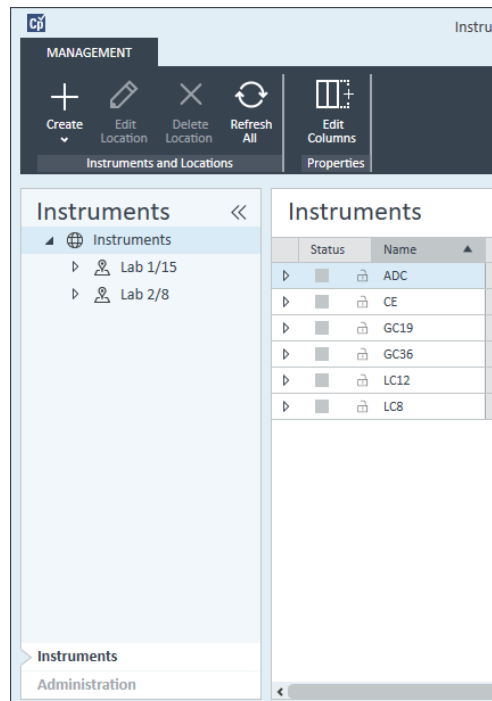 Cp
Instru
MANAGEMENT
Create
Edit Location
Delete Location
Refresh All
Edit Columns
Instruments and Locations
Properties
Instruments
Instruments
Lab 1/15
Lab 2/8
Instruments
Administration
Instruments
Status Name
ADC
CE
GC19
GC36
LC12
LC8